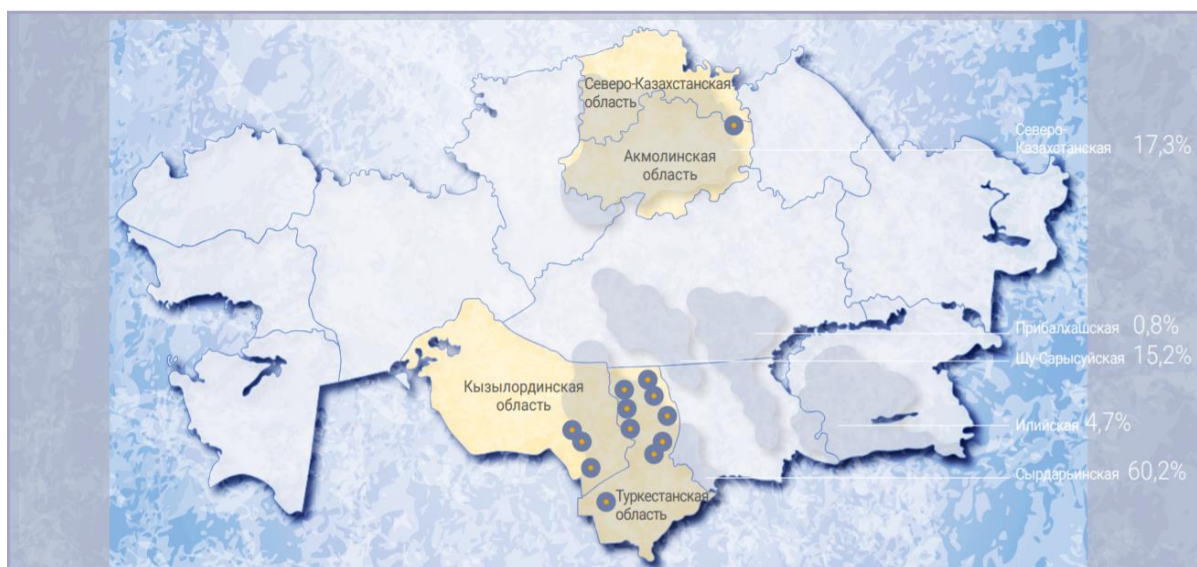 Северо-Казахстанская
область
Акмолинская
область
Северо-
Казахстанская 17,3%
Прибалхашская 0,8%
Шу-Сарысуйская 15,2%
Кызылординская
область
Илийская 4,7%
Сырдарьинская 60,2%
Туркестанская
область